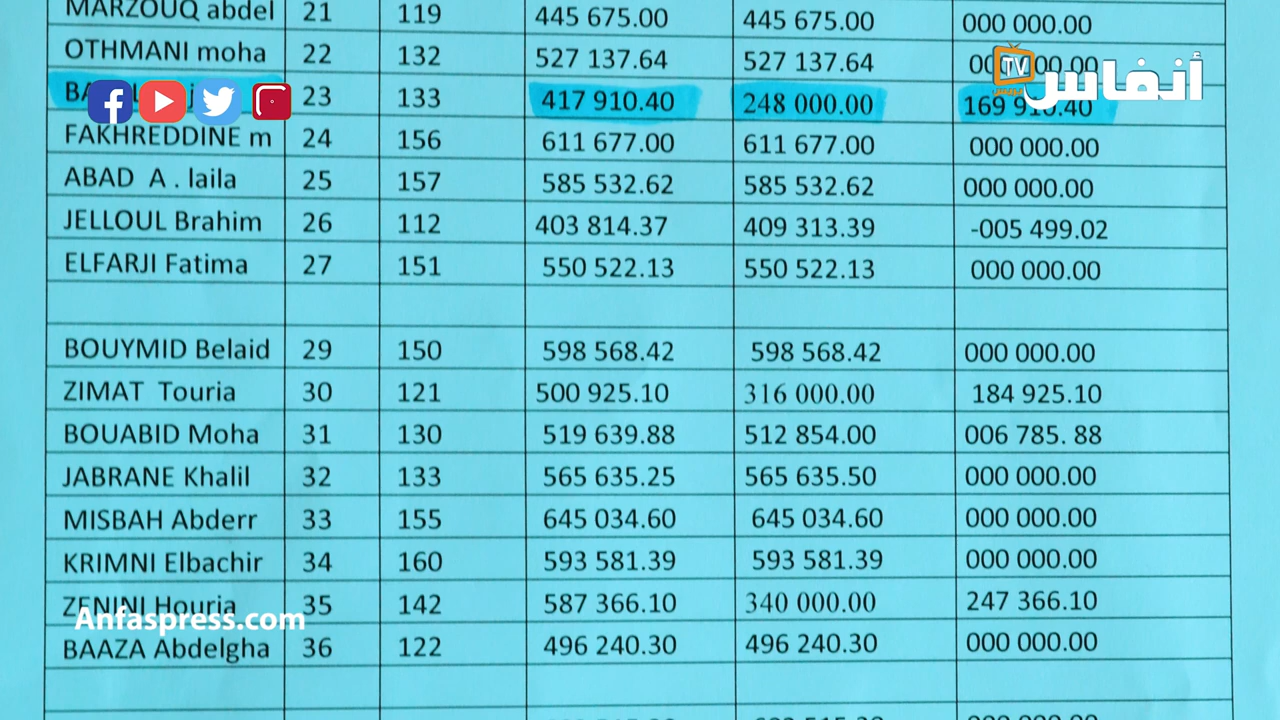 MARZOUQ abdel 21 119 445 675.00 445 675.00 000 000.00
OTHMANI moha 22 132 527 137.64 527 137.64
23 133 417 910.40 248 000.00 169 910.40
FAKHREDDINE m 24 156 611 677.00 611 677.00 000 000.00
ABAD A . laila 25 157 585 532.62 585 532.62 000 000.00
JELLOUL Brahim 26 112 403 814.37 409 313.39 -005 499.02
ELFARJI Fatima 27 151 550 522.13 550 522.13 000 000.00
BOUYMID Belaid 29 150 598 568.42 598 568.42 000 000.00
ZIMAT Touria 30 121 500 925.10 316 000.00 184 925.10
BOUABID Moha 31 130 519 639.88 512 854.00 006 785. 88
JABRANE Khalil 32 133 565 635.25 565 635.50 000 000.00
MISBAH Abderr 33 155 645 034.60 645 034.60 000 000.00
KRIMNI Elbachir 34 160 593 581.39 593 581.39 000 000.00
ZENINI Houria 35 142 587 366.10 340 000.00 247 366.10
BAAZA Abdelgha 36 122 496 240.30 496 240.30 000 000.00
أنفاس
TV
بريس
Anfaspress.com